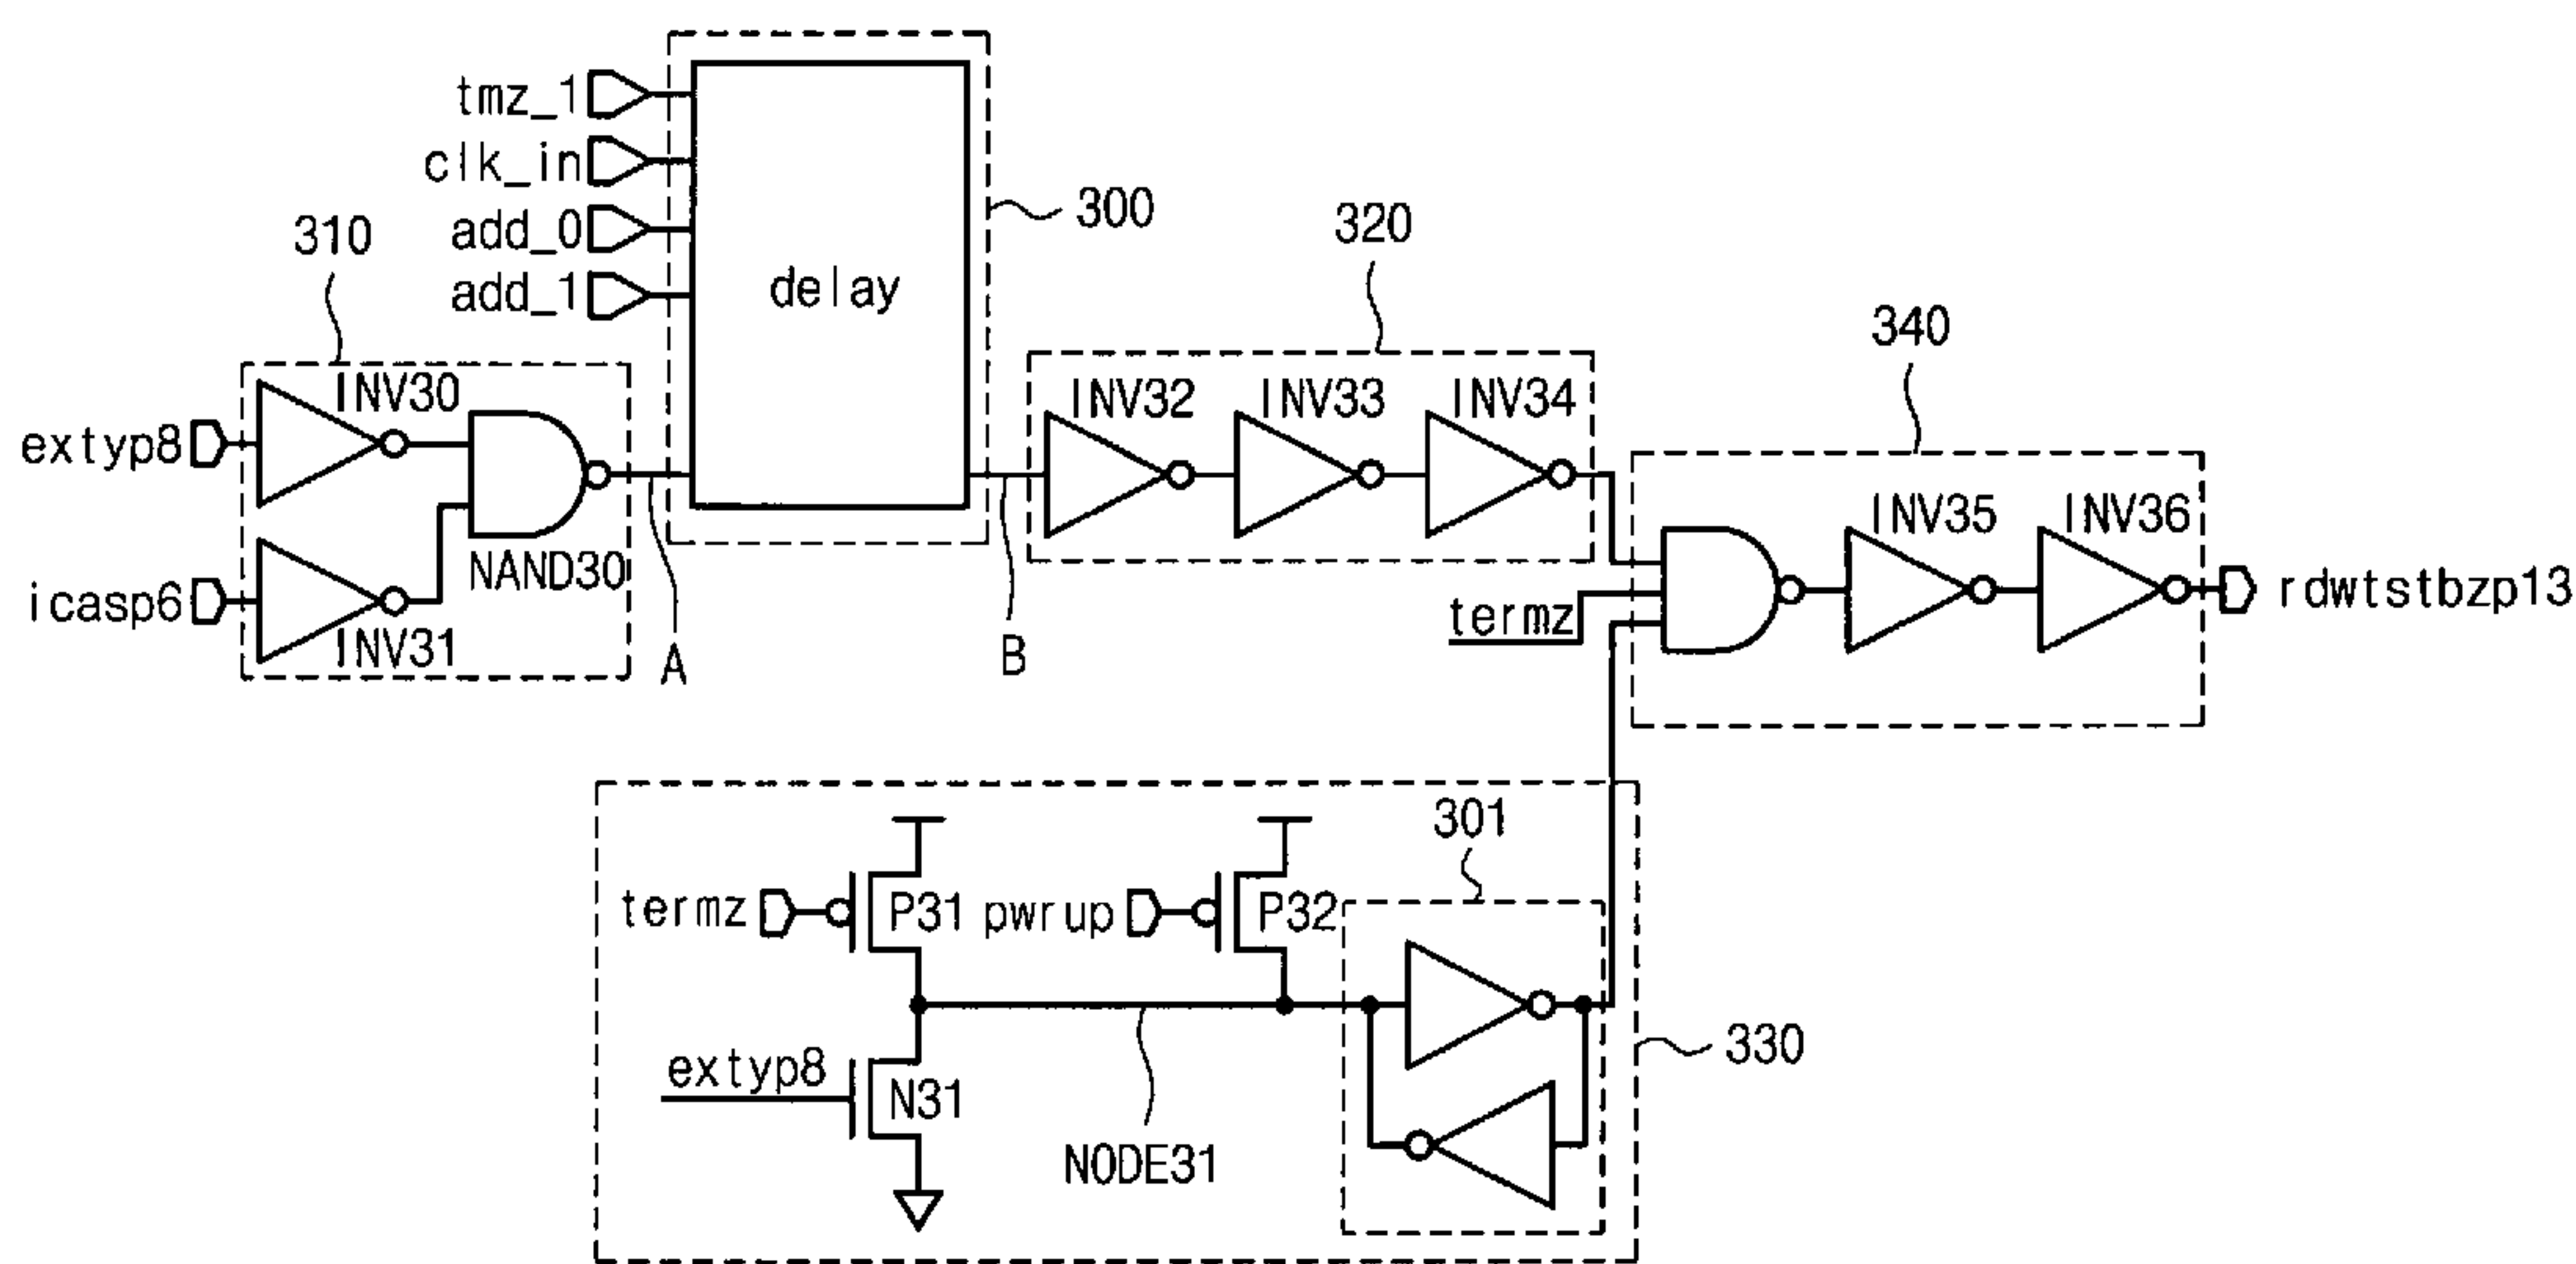 tmz_1
clk_in
add_0
add_1
delay
300
310
320
340
extyp8
INV30
icasp6
INV31
NAND30
A
B
INV32
INV33
INV34
termz
INV35
INV36
rdwtstbzp13
termz
P31
pwrup
P32
301
extyp8
N31
NODE31
330